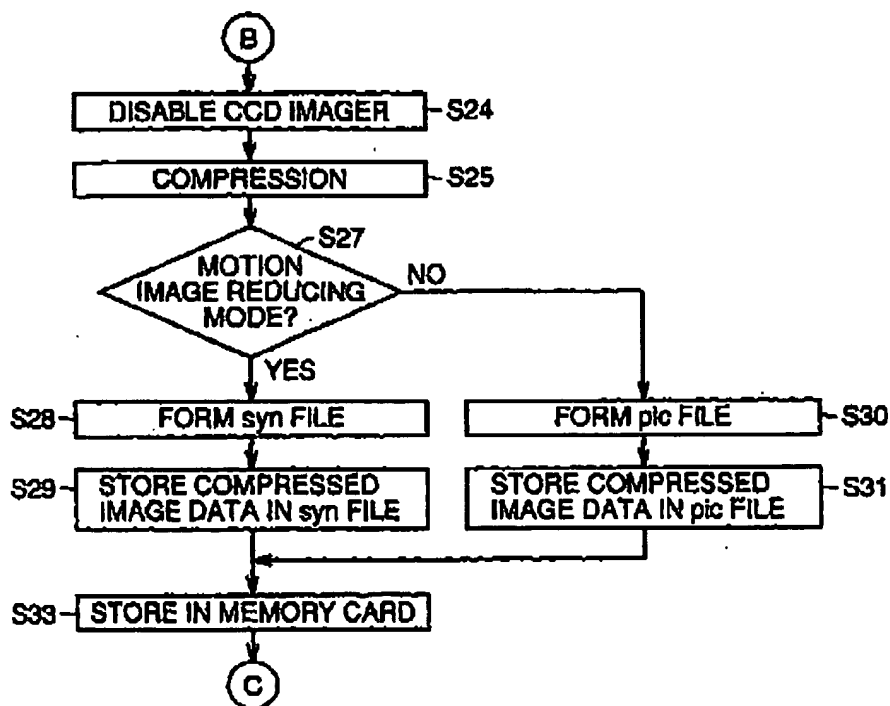 B
DISABLE CCD IMAGER
S24
COMPRESSION
S25
S27
MOTION
IMAGE REDUCING
MODE?
NO
YES
S28
FORM syn FILE
FORM pic FILE
S30
S29
STORE COMPRESSED
IMAGE DATA IN syn FILE
STORE COMPRESSED
IMAGE DATA IN pic FILE
S31
S33
STORE IN MEMORY CARD
C